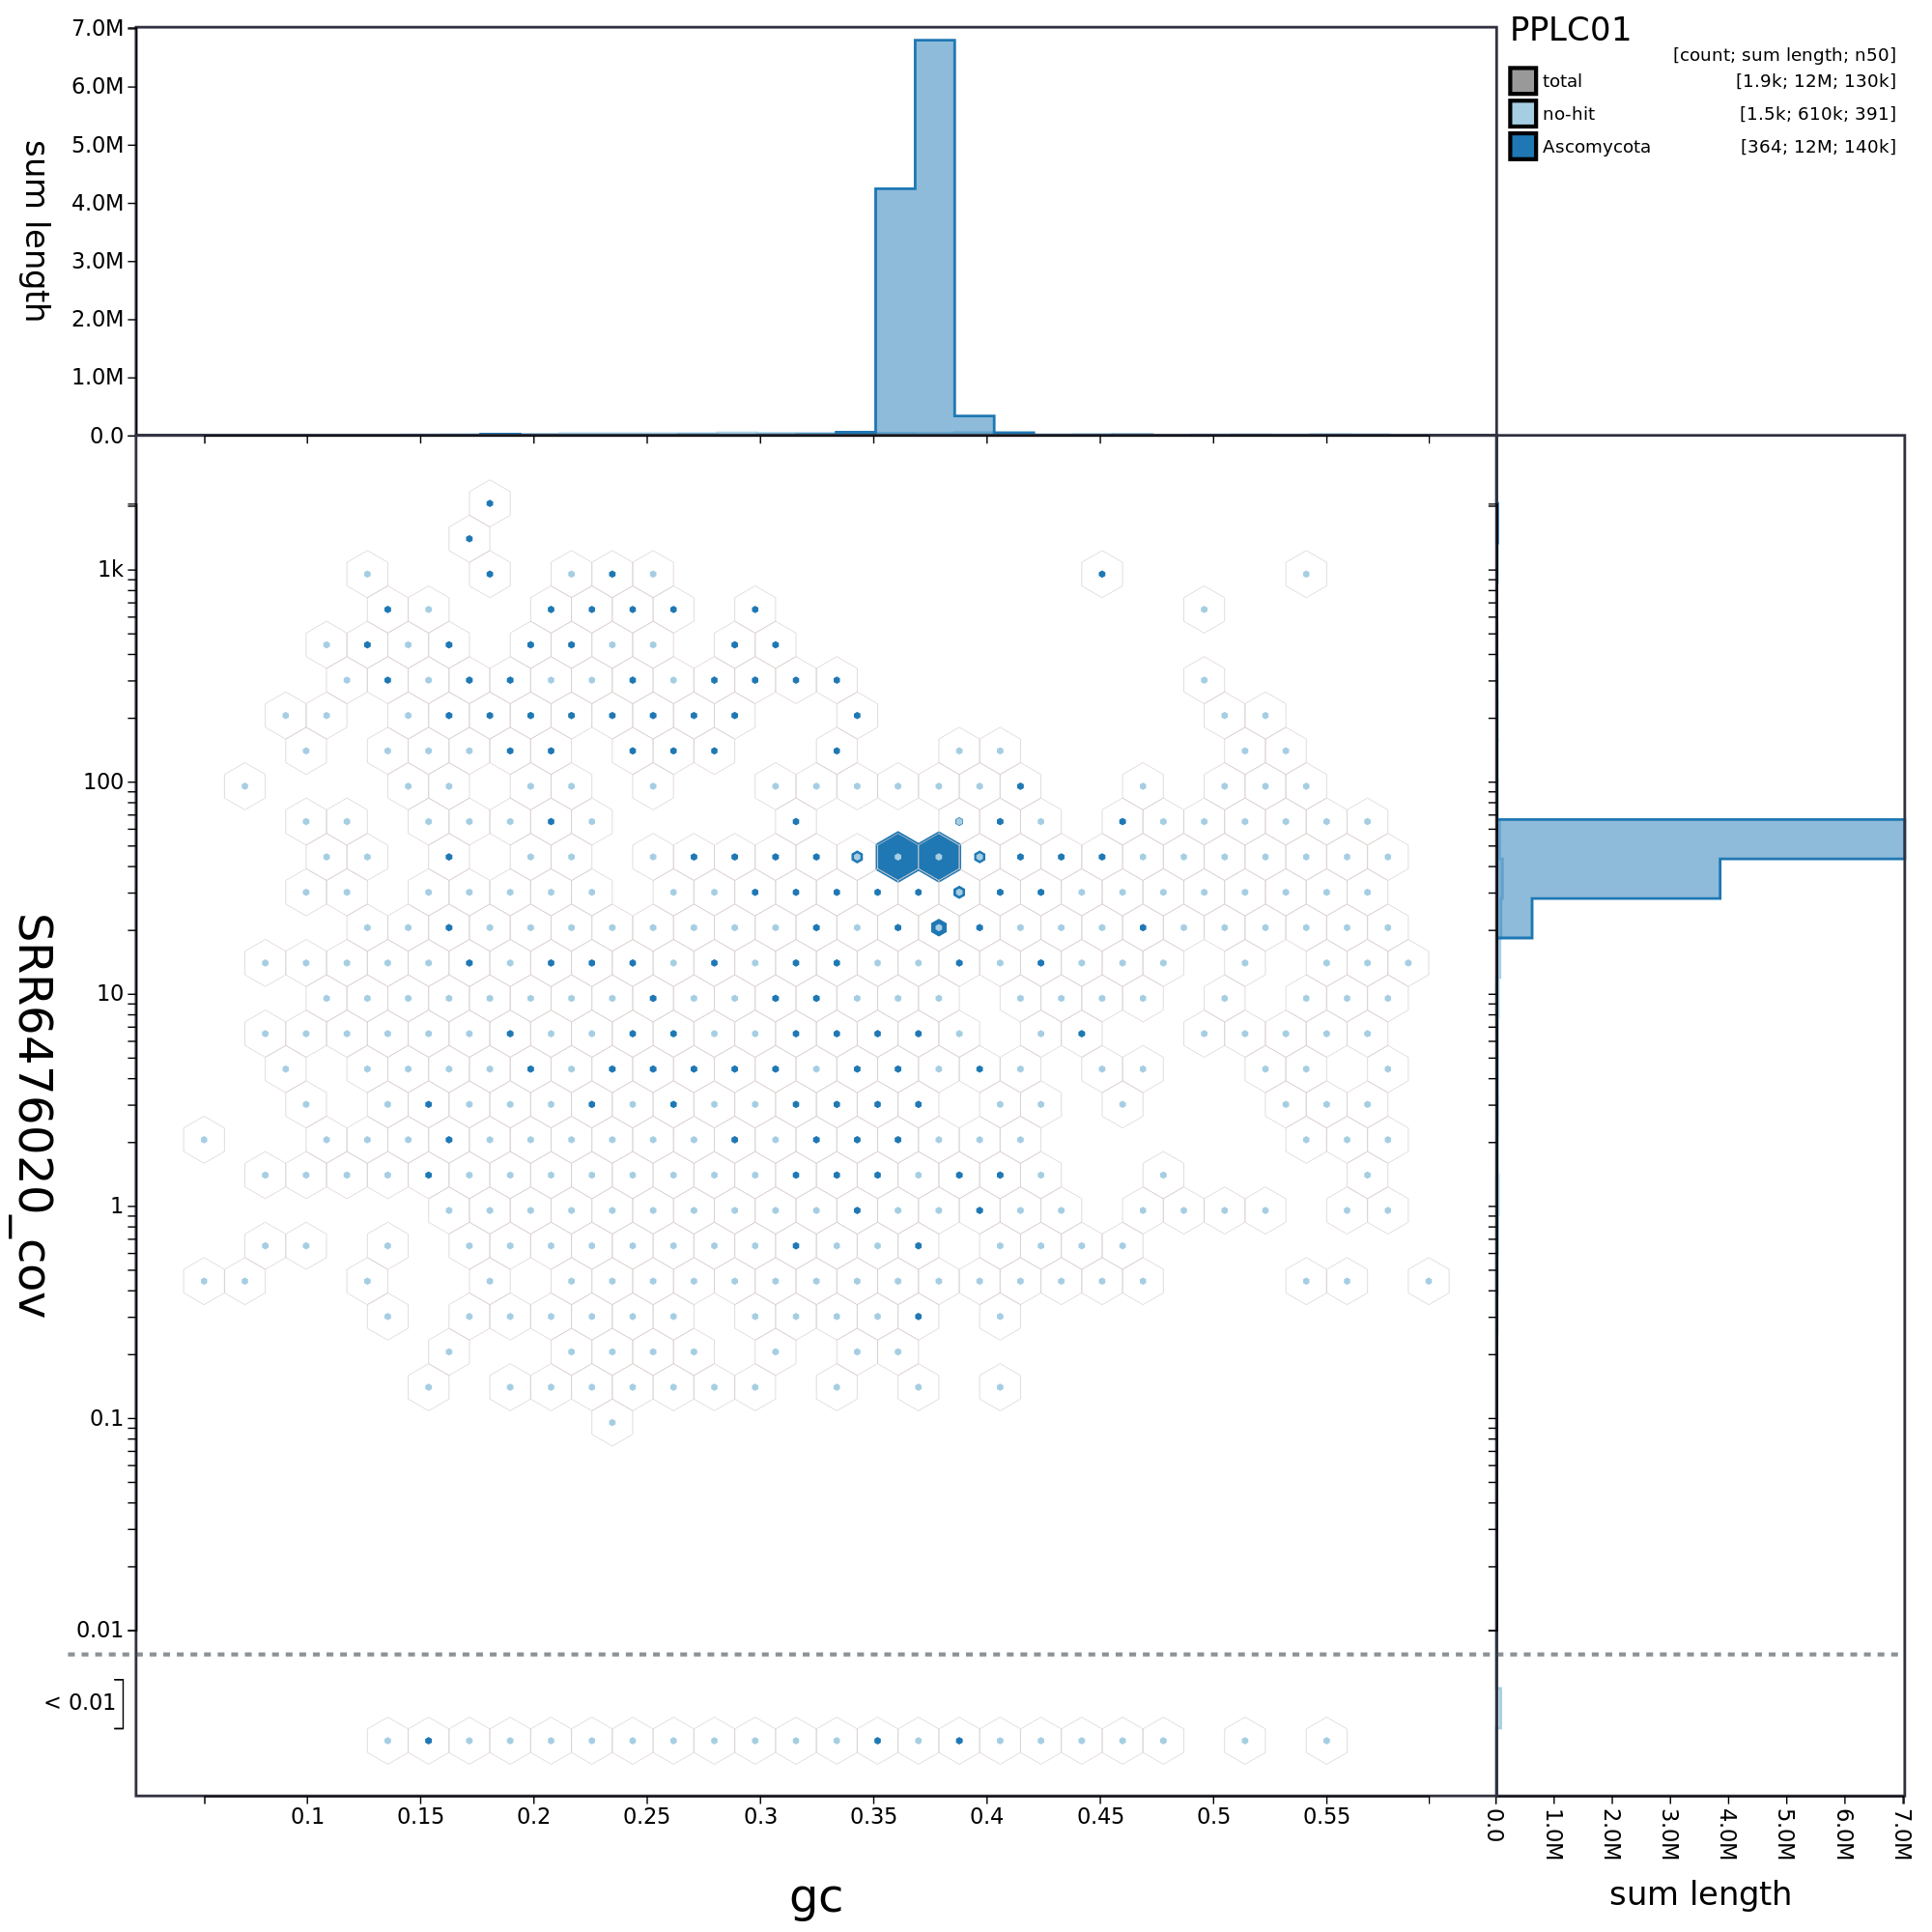 PPLC01
[count; sum length; n50]
total [1.9k; 12M; 130k]
no-hit [1.5k; 610k; 391]
Ascomycota [364; 12M; 140k]
sum length
7.0M
6.0M
5.0M
4.0M
3.0M
2.0M
1.0M
0.0
SRR6476020_cov
1k
100
10
1
0.1
0.01
< 0.01
0.1 0.15 0.2 0.25 0.3 0.35 0.4 0.45 0.5 0.55
gc
0.0 1.0M 2.0M 3.0M 4.0M 5.0M 6.0M 7.0M
sum length